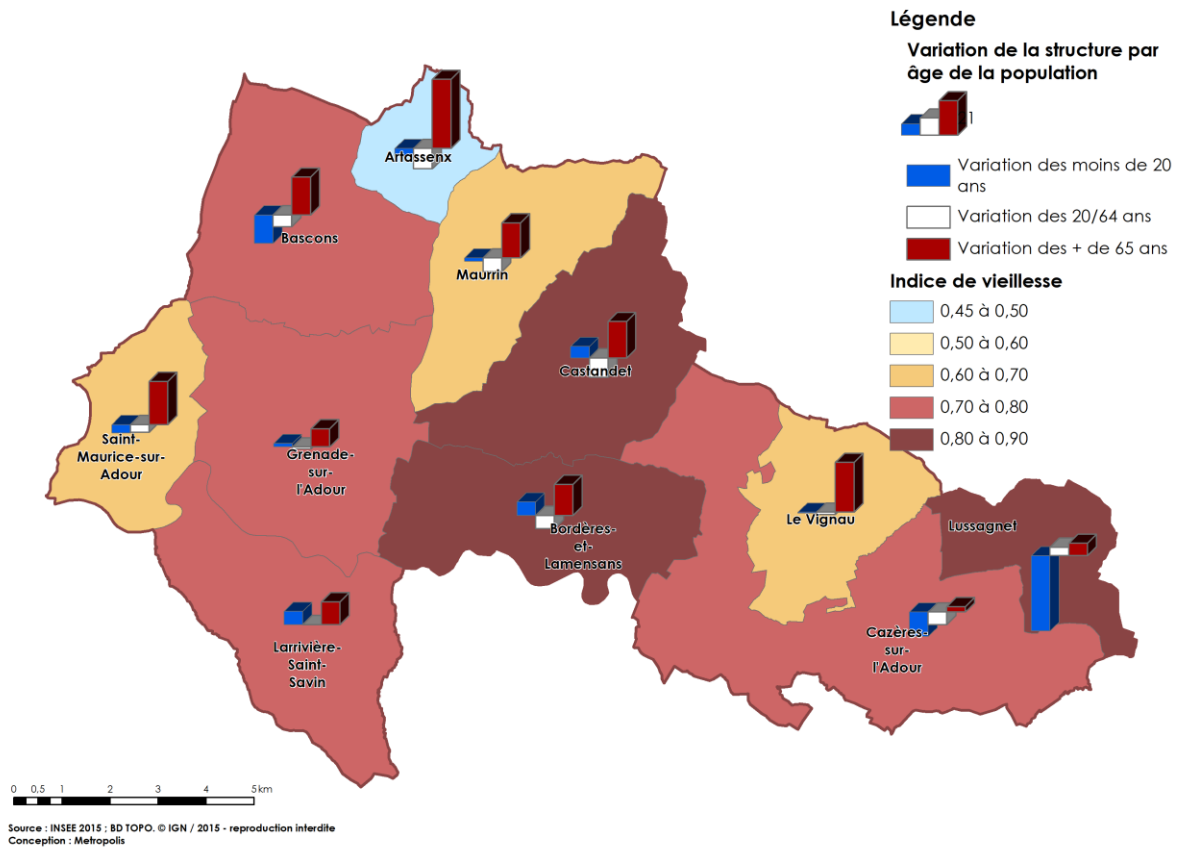 Légende
Variation de la structure par
âge de la population
1
Variation des moins de 20
ans
Variation des 20/64 ans
Variation des + de 65 ans
Indice de vieillesse
0,45 à 0,50
0,50 à 0,60
0,60 à 0,70
0,70 à 0,80
0,80 à 0,90
Artassenx
Bascons
Maurrin
Castandet
Saint-
Maurice-sur-
Adour
Grenade-
sur-
l'Adour
Bordères-
et-
Lamensans
Le Vignau
Lussagnet
Cazères-
sur-
l'Adour
Larrivière-
Saint-
Savin
0 0,5 1 2 3 4 5 km
Source : INSEE 2015 ; BD TOPO. © IGN / 2015 - reproduction interdite
Conception : Metropolis